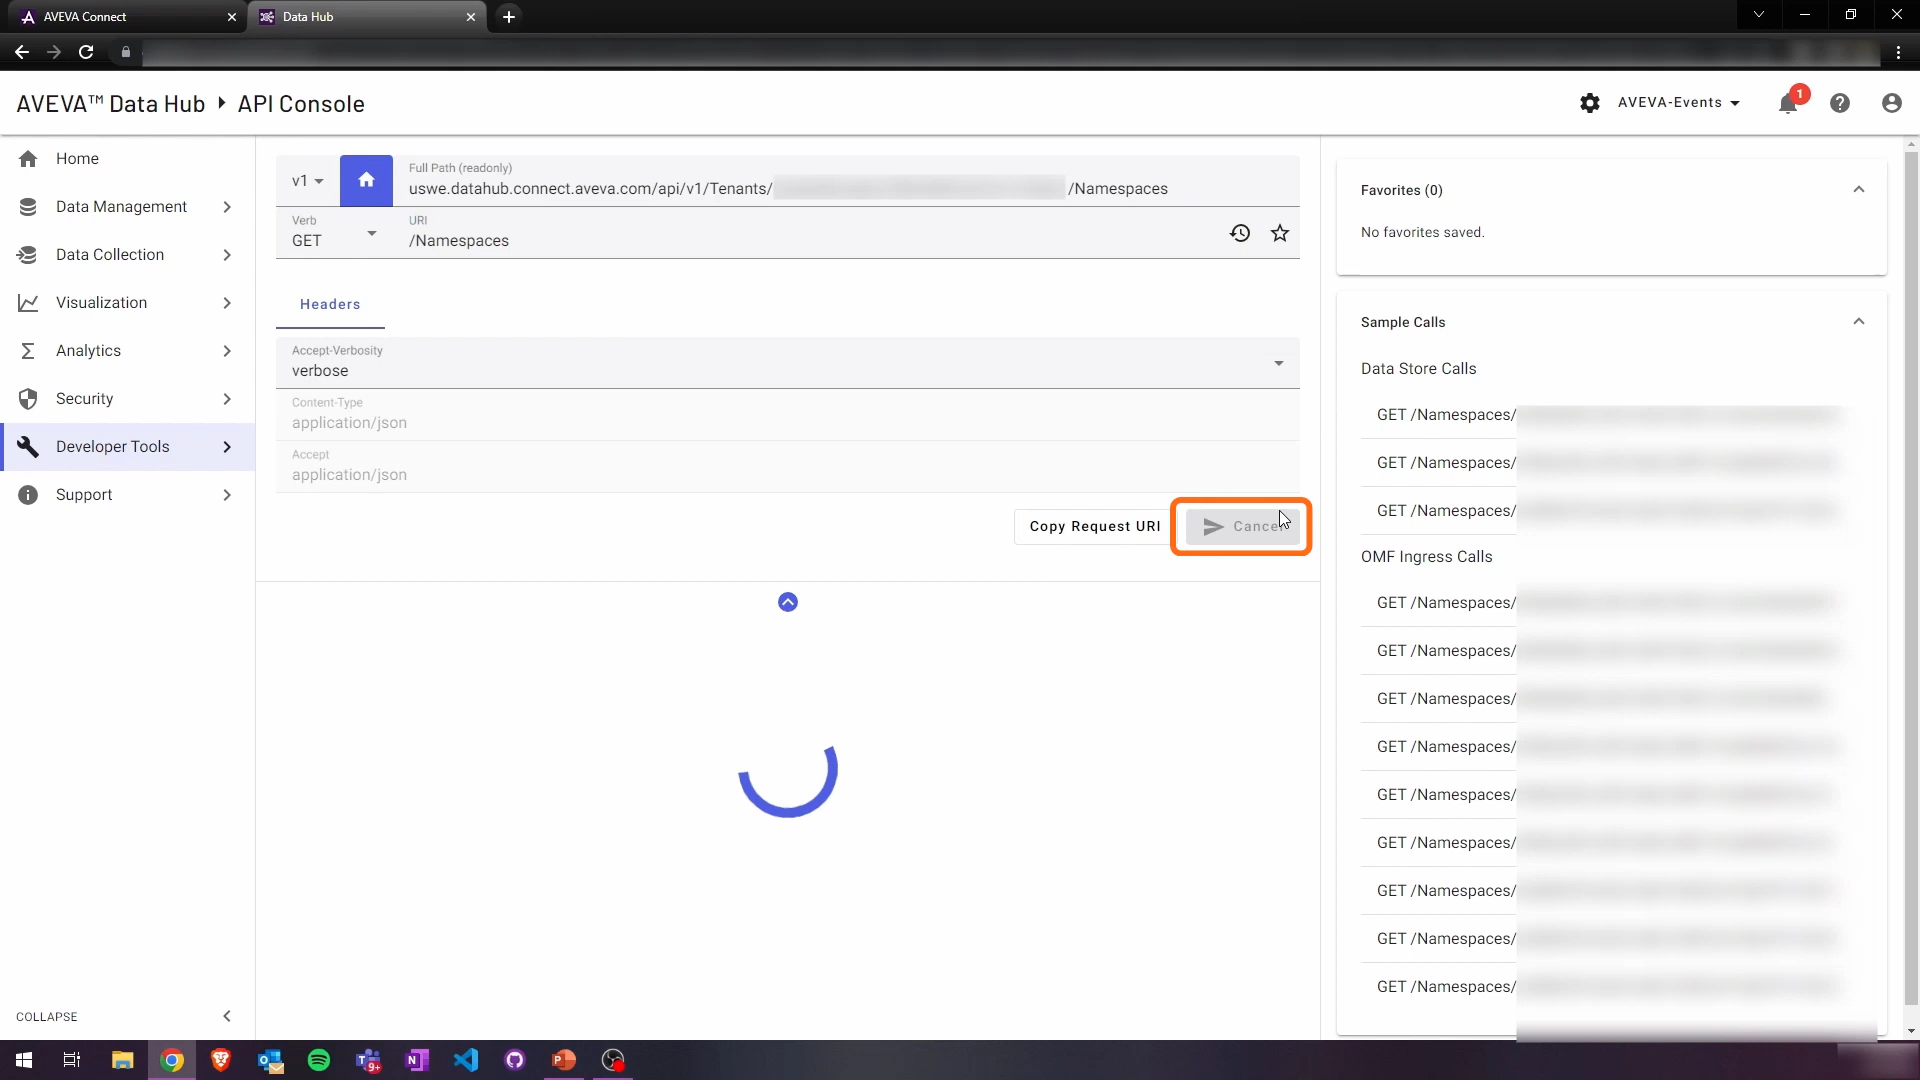 AVEVA Connect
Data Hub
AVEVA™ Data Hub
API Console
AVEVA-Events
1
Home
Data Management
Data Collection
Visualization
Analytics
Security
Developer Tools
Support
COLLAPSE
v1
Full Path (readonly)
uswe.datahub.connect.aveva.com/api/v1/Tenants/ /Namespaces
Verb
GET
URI
/Namespaces
Headers
Accept-Verbosity
verbose
Content-Type
application/json
Accept
application/json
Copy Request URI
Cancel
Favorites (0)
No favorites saved.
Sample Calls
Data Store Calls
GET /Namespaces/
GET /Namespaces/
GET /Namespaces/
OMF Ingress Calls
GET /Namespaces/
GET /Namespaces/
GET /Namespaces/
GET /Namespaces/
GET /Namespaces/
GET /Namespaces/
GET /Namespaces/
GET /Namespaces/
GET /Namespaces/
9+